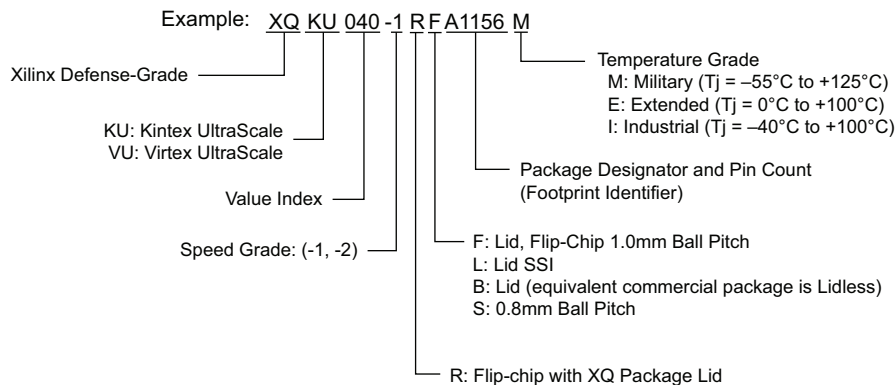 Example: XQ KU 040 -1 R F A1156 M
Xilinx Defense-Grade
KU: Kintex UltraScale
VU: Virtex UltraScale
Value Index
Speed Grade: (-1, -2)
Temperature Grade
M: Military (Tj = –55°C to +125°C)
E: Extended (Tj = 0°C to +100°C)
I: Industrial (Tj = –40°C to +100°C)
Package Designator and Pin Count
(Footprint Identifier)
F: Lid, Flip-Chip 1.0mm Ball Pitch
L: Lid SSI
B: Lid (equivalent commercial package is Lidless)
S: 0.8mm Ball Pitch
R: Flip-chip with XQ Package Lid